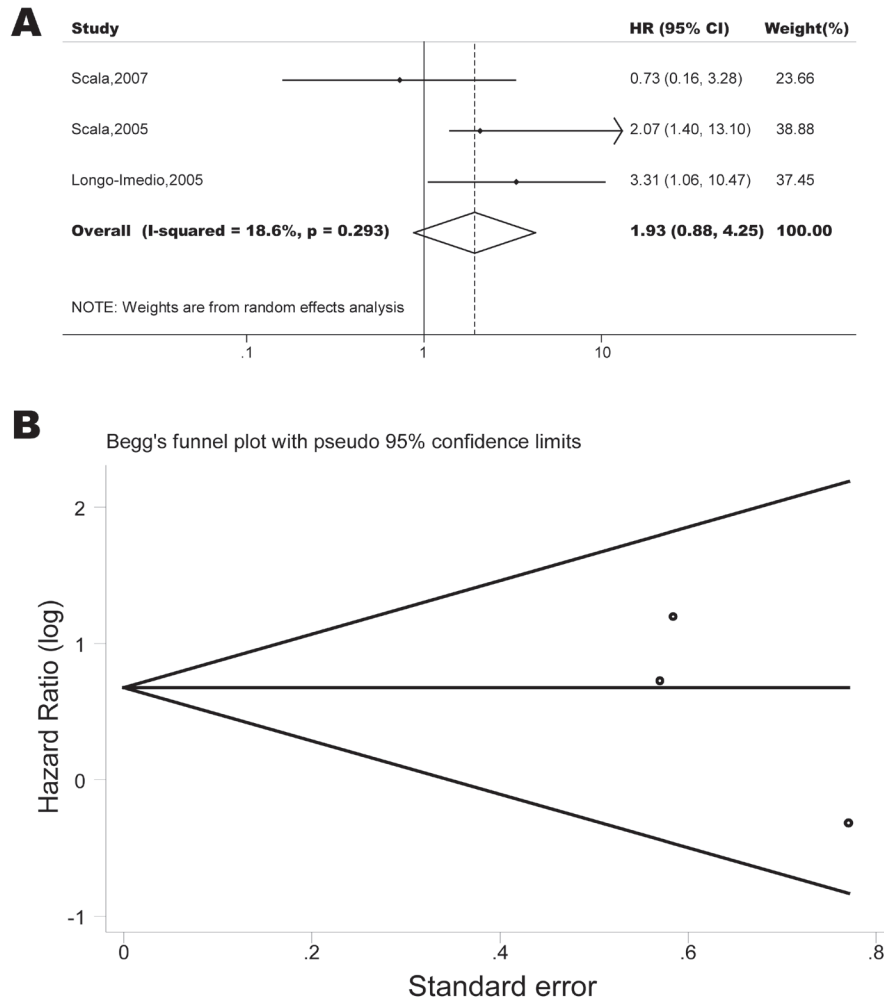 A
Study HR (95% CI) Weight(%)
Scala,2007 0.73 (0.16, 3.28) 23.66
Scala,2005 2.07 (1.40, 13.10) 38.88
Longo-Imedio,2005 3.31 (1.06, 10.47) 37.45
Overall (I-squared = 18.6%, p = 0.293) 1.93 (0.88, 4.25) 100.00
NOTE: Weights are from random effects analysis
.1 1 10
B
Begg's funnel plot with pseudo 95% confidence limits
Hazard Ratio (log)
2
1
0
-1
0 .2 .4 .6 .8
Standard error